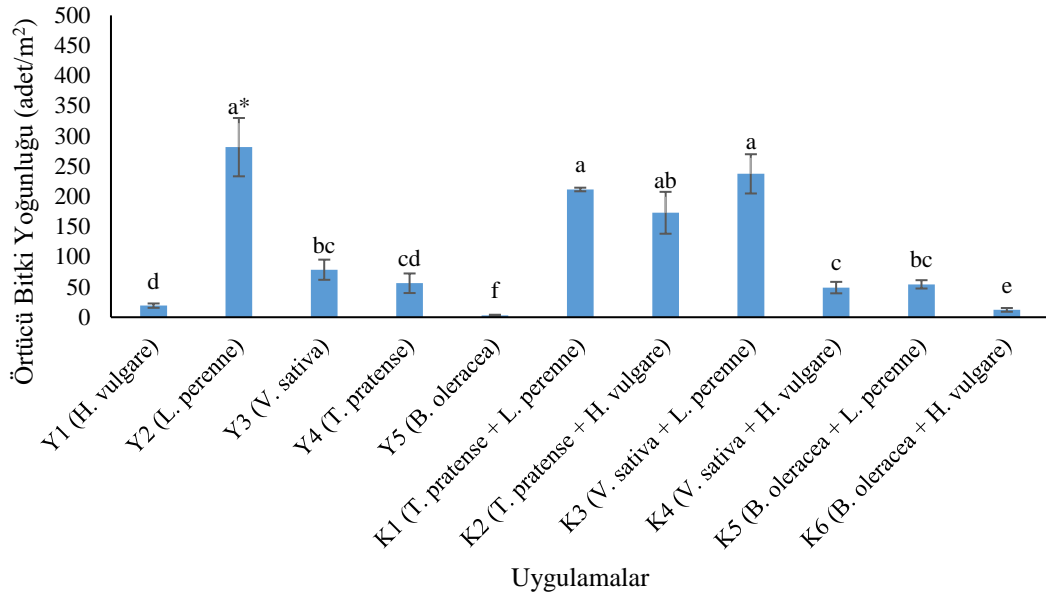 Örtücü Bitki Yoğunluğu (adet/m²)
500
450
400
350
300
250
200
150
100
50
0
d
a*
bc
cd
f
a
ab
a
c
bc
e
Y1 (H. vulgare)
Y2 (L. perenne)
Y3 (V. sativa)
Y4 (T. pratense)
Y5 (B. oleracea)
K1 (T. pratense + L. perenne)
K2 (T. pratense + H. vulgare)
K3 (V. sativa + L. perenne)
K4 (V. sativa + H. vulgare)
K5 (B. oleracea + L. perenne)
K6 (B. oleracea + H. vulgare)
Uygulamalar